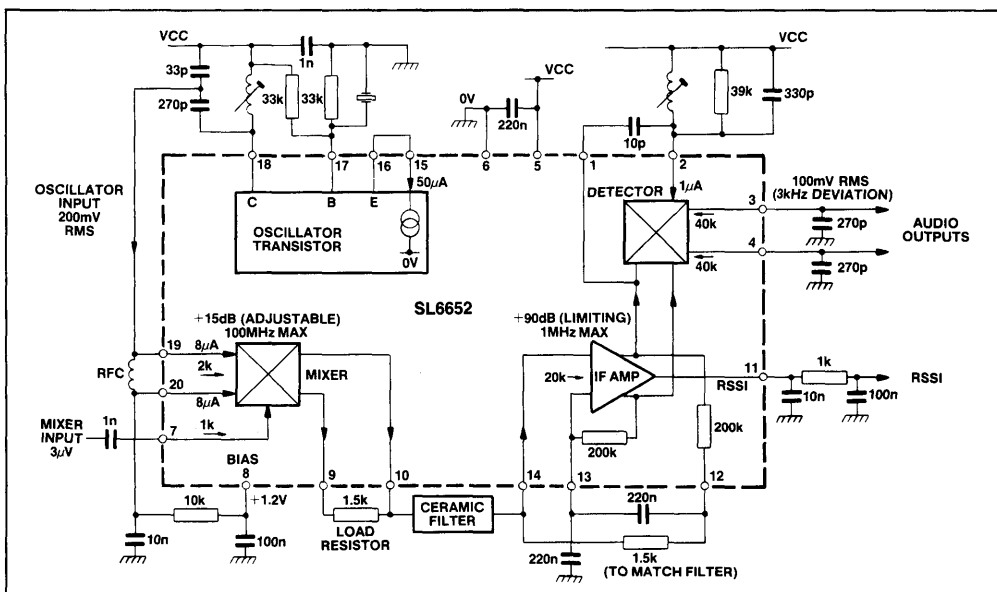 VCC
33p
270p
33k
33k
1n
VCC
0V
220n
VCC
10p
39k
330p
18
17
16
15
6
5
1
2
50µA
1µA
C
B
E
OSCILLATOR
TRANSISTOR
0V
OSCILLATOR
INPUT
200mV
RMS
DETECTOR
100mV RMS
(3kHz DEVIATION)
3
40k
270p
4
40k
270p
AUDIO
OUTPUTS
SL6652
+15dB (ADJUSTABLE)
100MHz MAX
+90dB (LIMITING)
1MHz MAX
19
8µA
2k
MIXER
RFC
20
8µA
20k
IF AMP
RSSI
11
1k
RSSI
10n
100n
MIXER
INPUT
3µV
1n
7
1k
200k
200k
BIAS
8
9
10
14
13
12
+1.2V
10k
10n
100n
1.5k
LOAD
RESISTOR
CERAMIC
FILTER
220n
220n
1.5k
(TO MATCH FILTER)